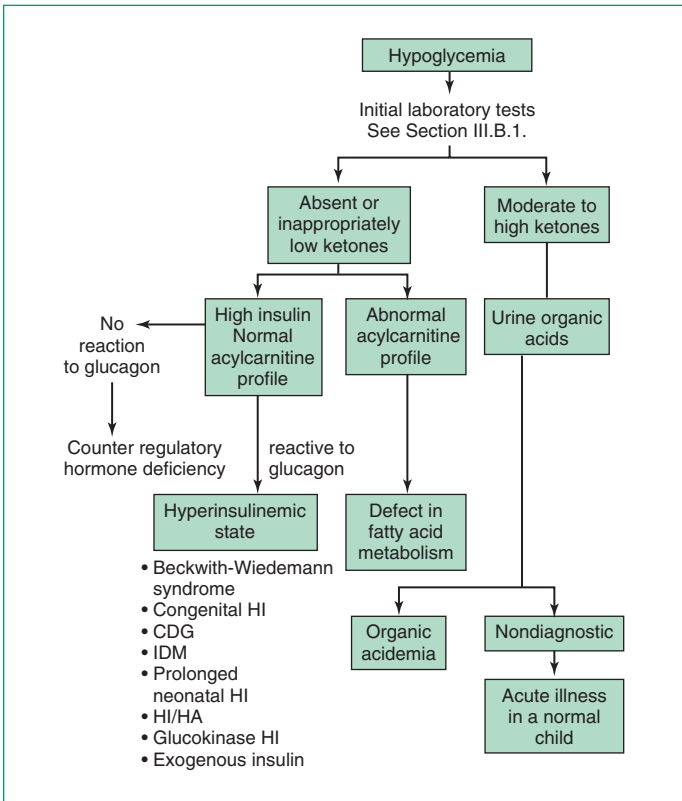 Hypoglycemia
Initial laboratory tests
See Section III.B.1.
Absent or
inappropriately
low ketones
Moderate to
high ketones
No
reaction
to glucagon
High insulin
Normal
acylcarnitine
profile
Abnormal
acylcarnitine
profile
Urine organic
acids
Counter regulatory
hormone deficiency
reactive to
glucagon
Hyperinsulinemic
state
Defect in
fatty acid
metabolism
• Beckwith-Wiedemann
syndrome
• Congenital HI
• CDG
• IDM
• Prolonged
neonatal HI
• HI/HA
• Glucokinase HI
• Exogenous insulin
Organic
acidemia
Nondiagnostic
Acute illness
in a normal
child